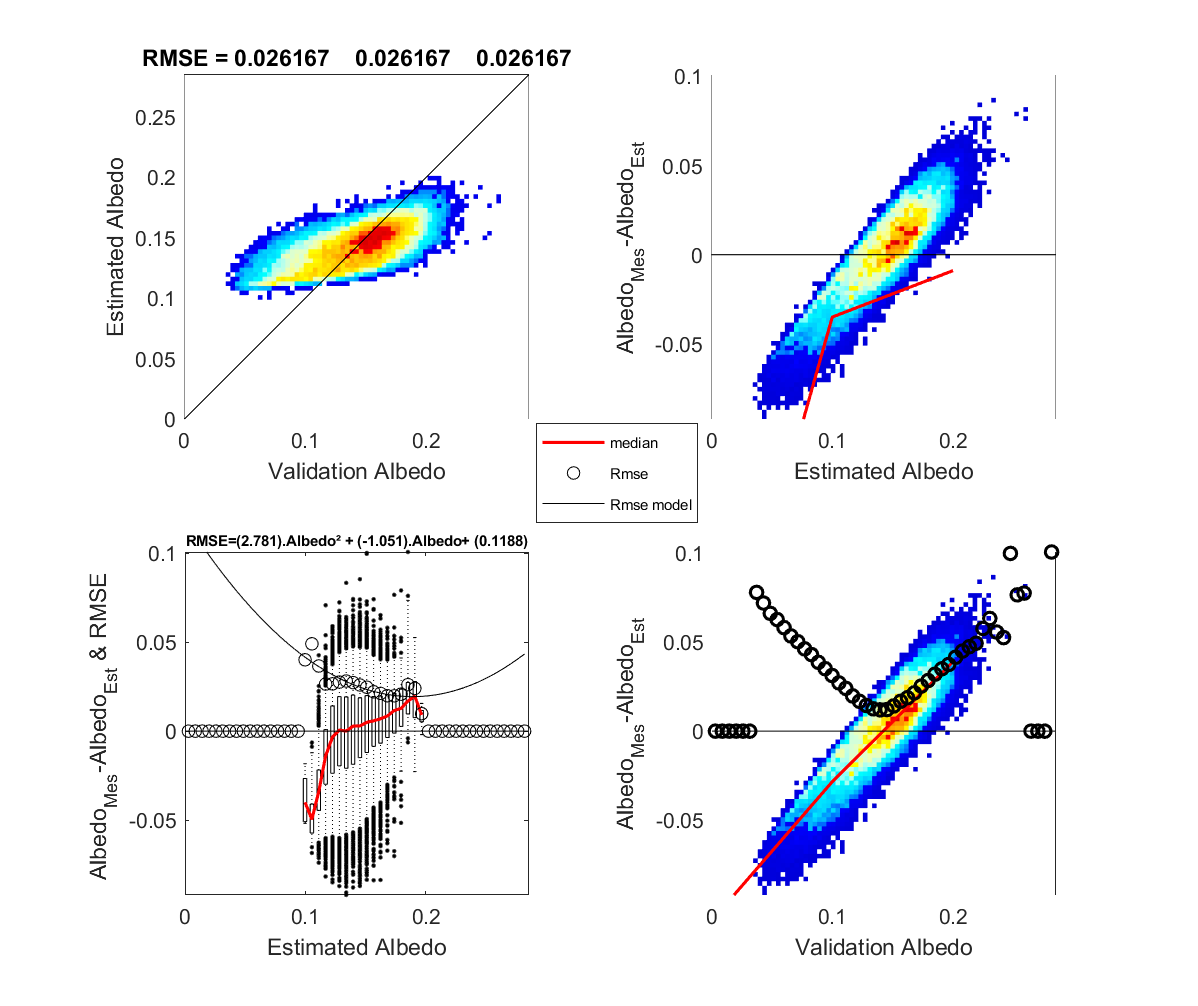 RMSE = 0.026167 0.026167 0.026167
0.25
0.2
0.15
0.1
0.05
0
0 0.1 0.2
Estimated Albedo
Validation Albedo
0.1
0.05
0
-0.05
0 0.1 0.2
Albedo_Mes-Albedo_Est
Estimated Albedo
median
Rmse
Rmse model
RMSE=(2.781).Albedo² + (-1.051).Albedo+ (0.1188)
0.1
0.05
0
-0.05
0 0.1 0.2
Albedo_Mes-Albedo_Est & RMSE
Estimated Albedo
0.1
0.05
0
-0.05
0 0.1 0.2
Albedo_Mes-Albedo_Est
Validation Albedo